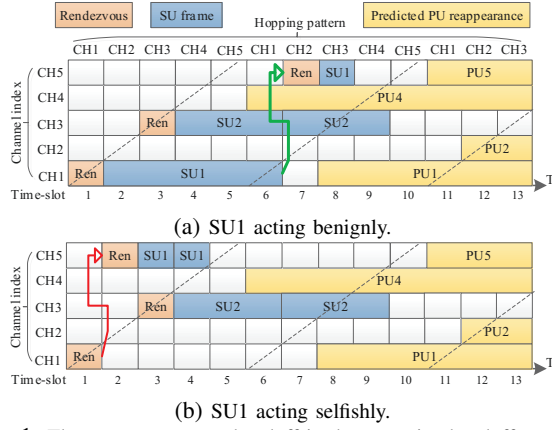 Rendezvous SU frame Predicted PU reappearance
Hopping pattern
CH1 CH2 CH3 CH4 CH5 CH1 CH2 CH3 CH4 CH5 CH1 CH2 CH3
Channel index
CH5 Ren SU1 PU5
CH4 PU4
CH3 Ren SU2 SU2
CH2 PU2
CH1 Ren SU1 PU1
Time-slot 1 2 3 4 5 6 7 8 9 10 11 12 13 T
(a) SU1 acting benignly.
Channel index
CH5 Ren SU1 SU1 PU5
CH4 PU4
CH3 Ren SU2 SU2
CH2 PU2
CH1 Ren PU1
Time-slot 1 2 3 4 5 6 7 8 9 10 11 12 13 T
(b) SU1 acting selfishly.